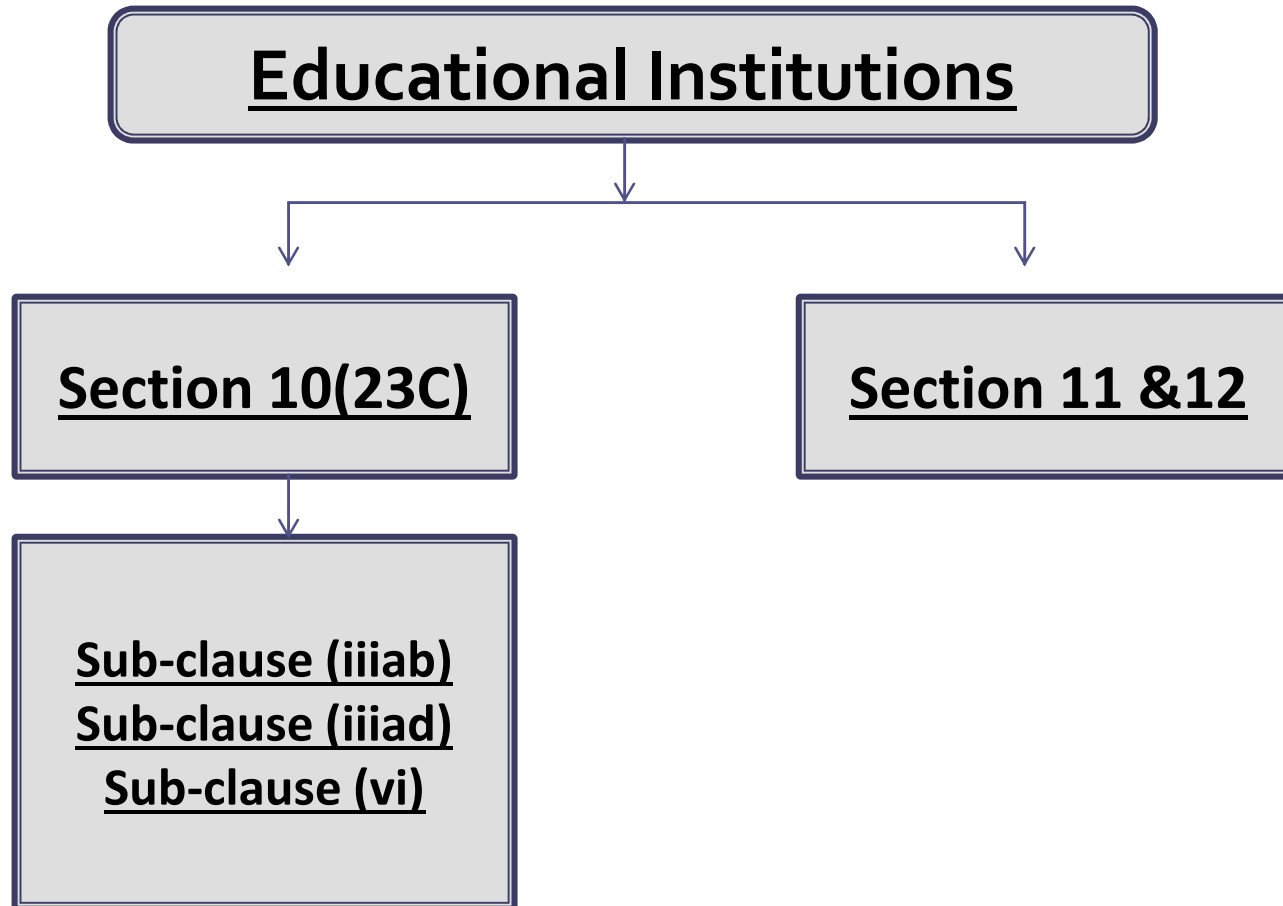 Educational Institutions
Section 10(23C)
Section 11 &12
Sub-clause (iiiab)
Sub-clause (iiiad)
Sub-clause (vi)